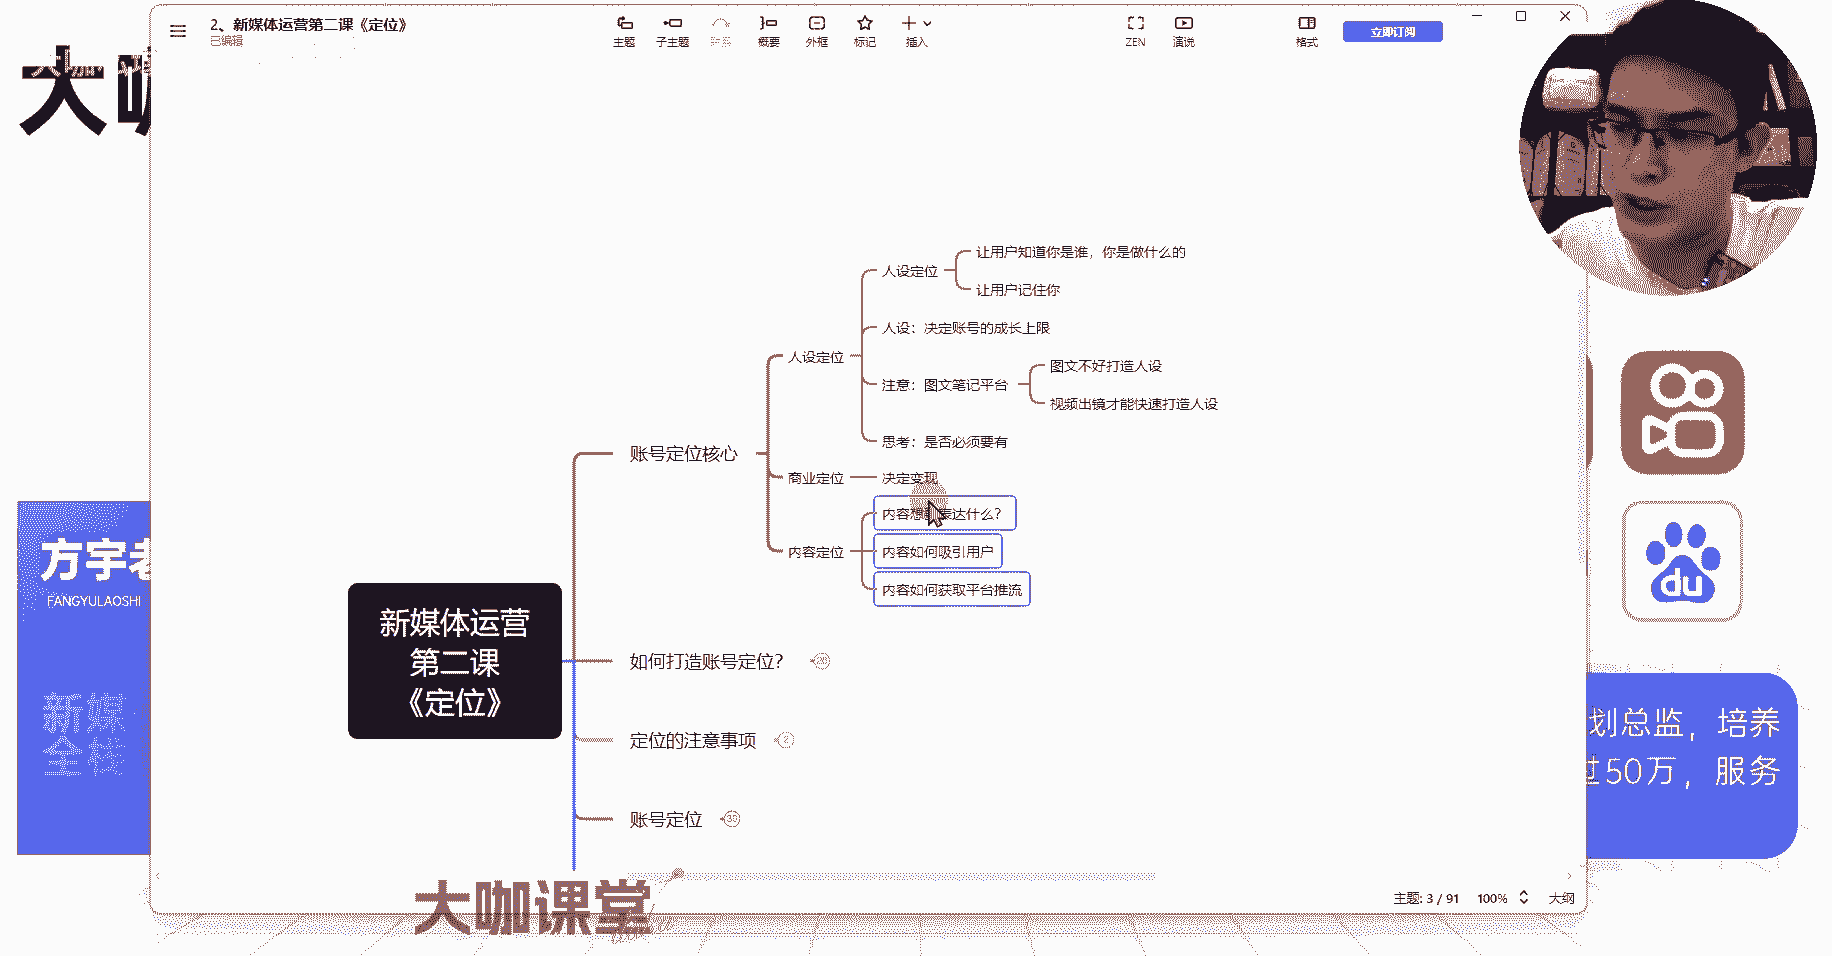 2、新媒体运营第二课《定位》
已编辑
主题
子主题
概要
外框
标记
插入
ZEN
演说
格式
立即订阅
大咖
让用户知道你是谁，你是做什么的
人设定位
让用户记住你
人设：决定账号的成长上限
人设定位
图文不好打造人设
注意：图文笔记平台
视频出镜才能快速打造人设
思考：是否必须要有
账号定位核心
商业定位
决定变现
内容想要表达什么？
内容定位
内容如何吸引用户
内容如何获取平台推流
方宇老
FANGYULAOSHI
du
新媒体运营
第二课
《定位》
如何打造账号定位？
定位的注意事项
2
账号定位
新媒
全栈
划总监，培养
过50万，服务
大咖课堂
主题: 3 / 91
100%
大纲